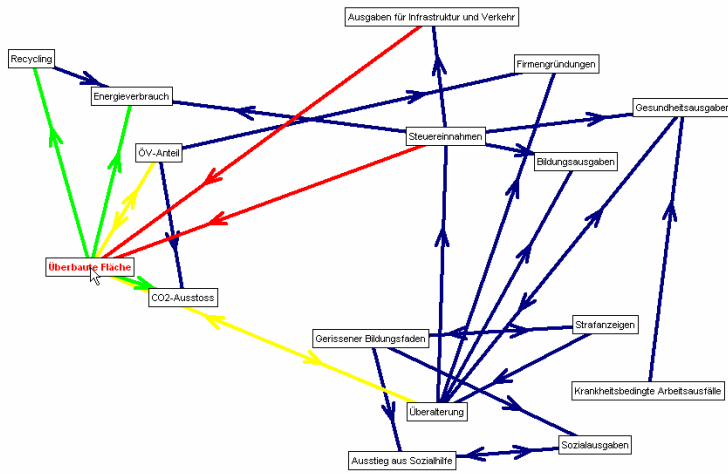 Ausgaben für Infrastruktur und Verkehr
Recycling
Firmengründungen
Energieverbrauch
Gesundheitsausgaben
Steuereinnahmen
ÖV-Anteil
Bildungsausgaben
Überbaute Fläche
CO2-Ausstoss
Strafanzeigen
Gerissener Bildungsfaden
Krankheitsbedingte Arbeitsausfälle
Überalterung
Sozialausgaben
Ausstieg aus Sozialhilfe